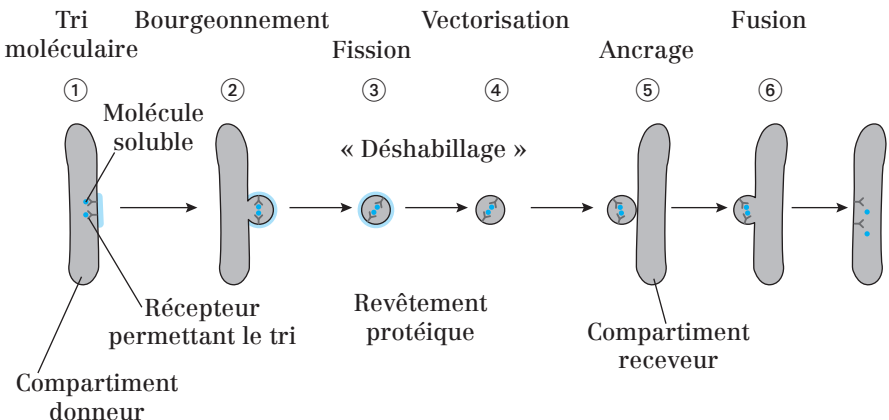 Tri
moléculaire
Bourgeonnement
Fission
Vectorisation
Ancrage
Fusion
1
2
3
4
5
6
Molécule
soluble
« Déshabillage »
Récepteur
permettant le tri
Revêtement
protéique
Compartiment
receveur
Compartiment
donneur